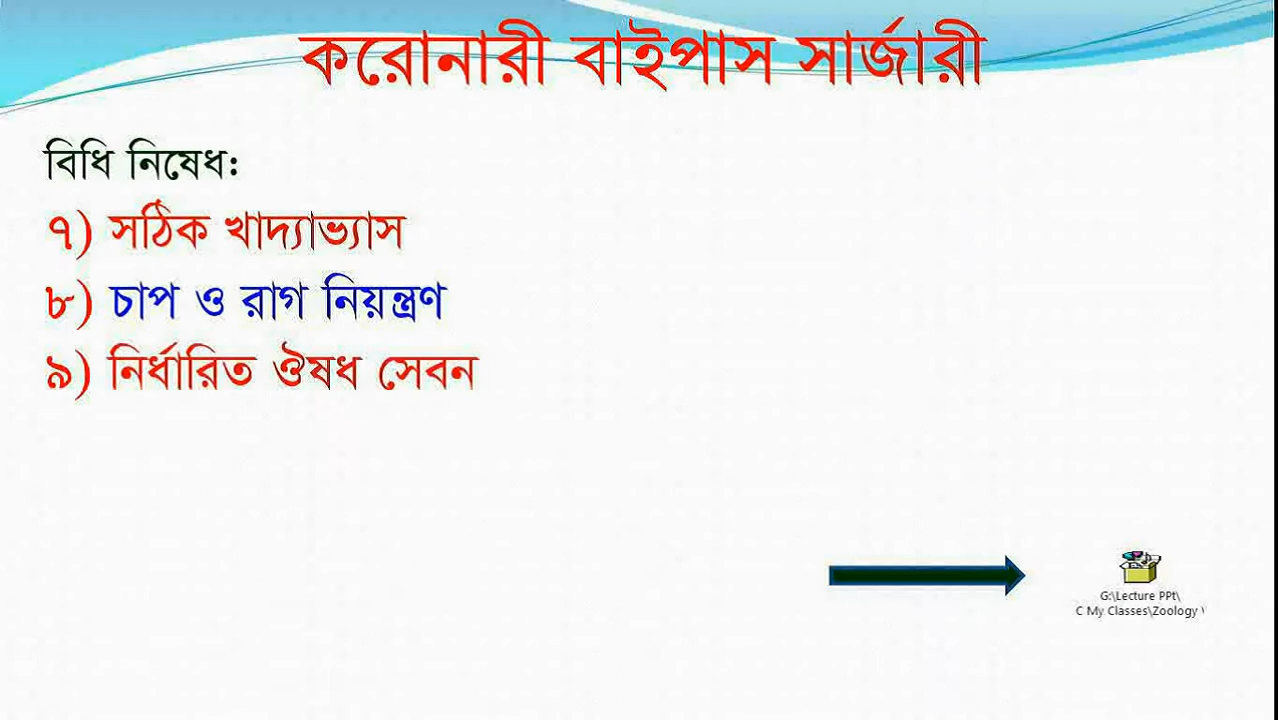 করোনারী বাইপাস সার্জারী
বিধি নিষেধ:
৭) সঠিক খাদ্যাভ্যাস
৮) চাপ ও রাগ নিয়ন্ত্রণ
৯) নির্ধারিত ঔষধ সেবন
G:\Lecture PPt\
C My Classes\Zoology \